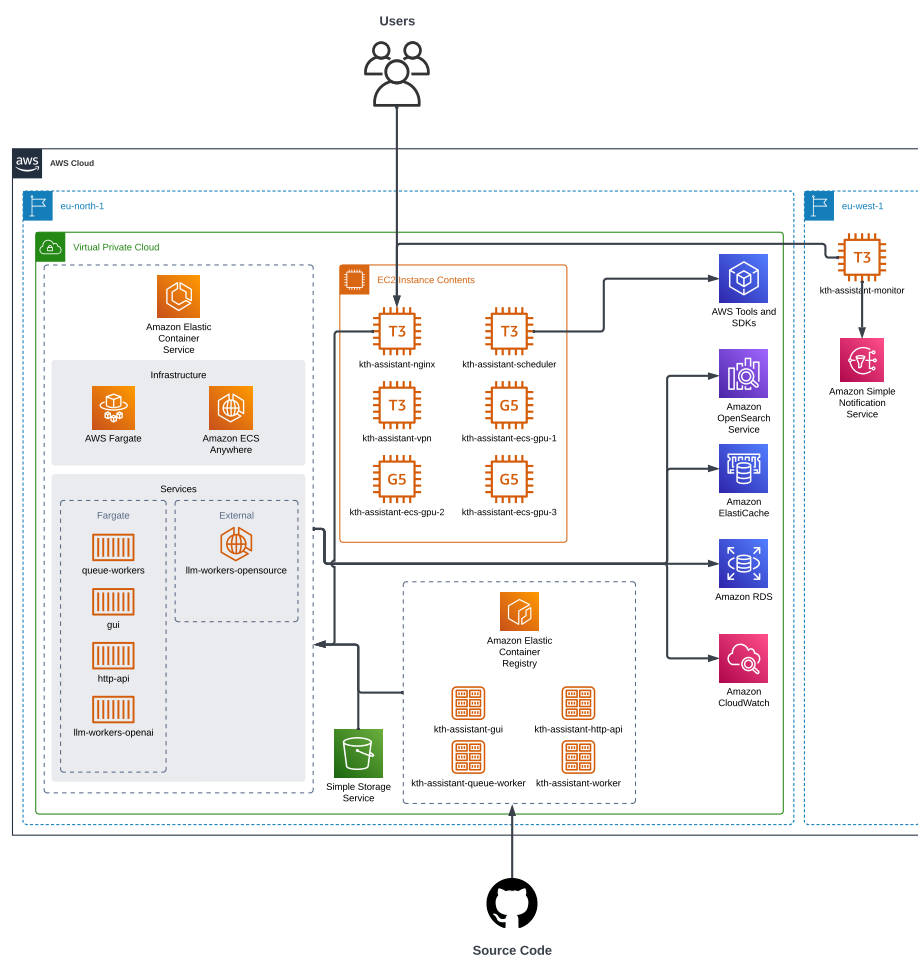 Users
aws
AWS Cloud
eu-north-1
eu-west-1
Virtual Private Cloud
T3
kth-assistant-monitor
Amazon Simple
Notification
Service
Amazon Elastic
Container
Service
Infrastructure
AWS Fargate
Amazon ECS
Anywhere
Services
Fargate
queue-workers
gui
http-api
llm-workers-openai
External
llm-workers-opensource
EC2 Instance Contents
T3
kth-assistant-nginx
T3
kth-assistant-scheduler
T3
kth-assistant-vpn
G5
kth-assistant-ecs-gpu-1
G5
kth-assistant-ecs-gpu-2
G5
kth-assistant-ecs-gpu-3
AWS Tools and
SDKs
Amazon
OpenSearch
Service
Amazon
ElastiCache
Amazon RDS
Amazon
CloudWatch
Amazon Elastic
Container
Registry
kth-assistant-gui
kth-assistant-http-api
kth-assistant-queue-worker
kth-assistant-worker
Simple Storage
Service
Source Code